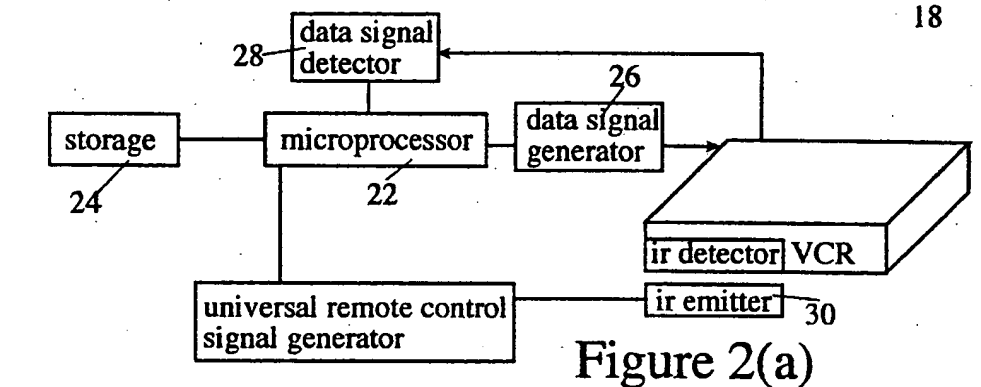 18
data signal
detector
28
26
data signal
generator
storage
microprocessor
24
22
ir detector
VCR
universal remote control
signal generator
ir emitter
30
Figure 2(a)